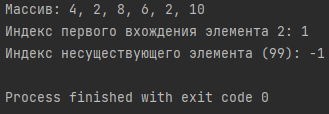 Массив: 4, 2, 8, 6, 2, 10
Индекс первого вхождения элемента 2: 1
Индекс несуществующего элемента (99): -1
Process finished with exit code 0